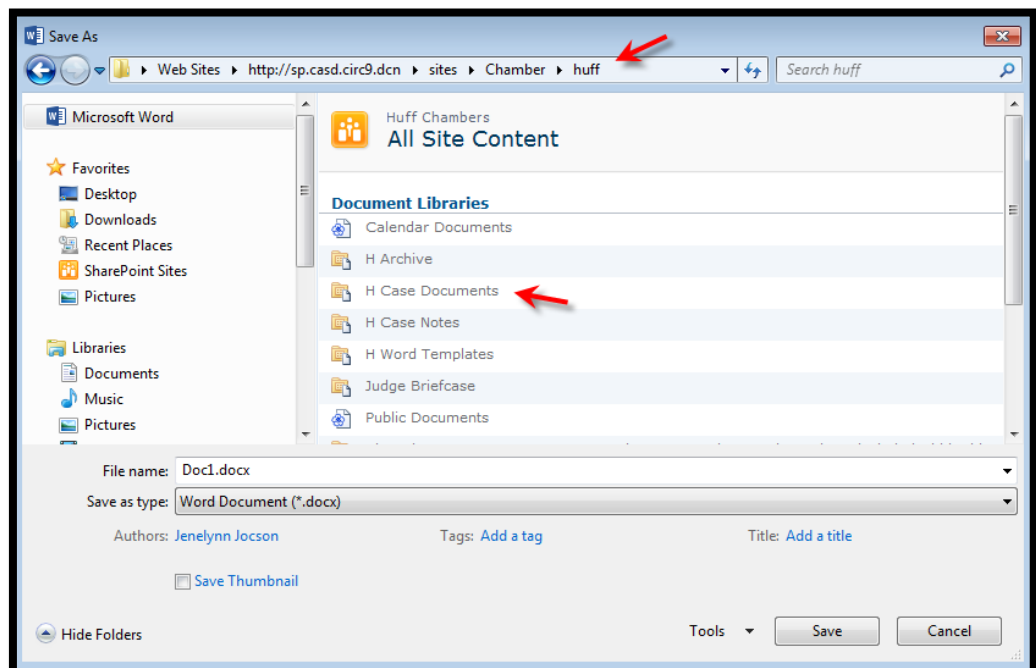 Save As
Web Sites http://sp.casd.circ9.dcn sites Chamber huff
Search huff
Microsoft Word
Favorites
Desktop
Downloads
Recent Places
SharePoint Sites
Pictures
Libraries
Documents
Music
Pictures
Huff Chambers
All Site Content
Document Libraries
Calendar Documents
H Archive
H Case Documents
H Case Notes
H Word Templates
Judge Briefcase
Public Documents
File name: Doc1.docx
Save as type: Word Document (*.docx)
Authors: Jenelynn Jocson Tags: Add a tag Title: Add a title
Save Thumbnail
Hide Folders Tools Save Cancel